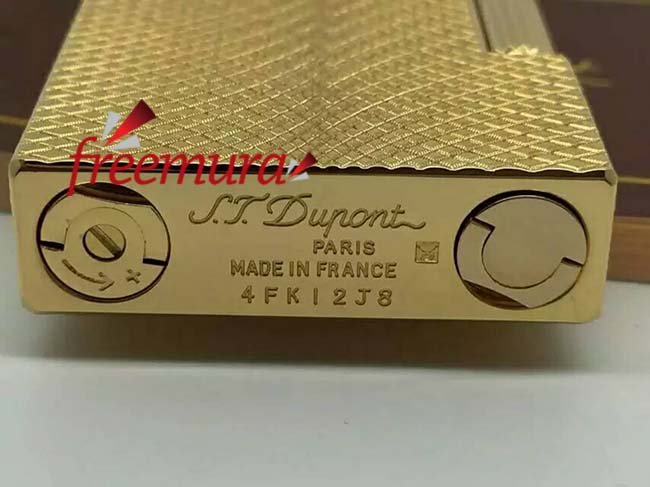 freemura
S.T. Dupont
PARIS
MADE IN FRANCE
4FK12J8
+